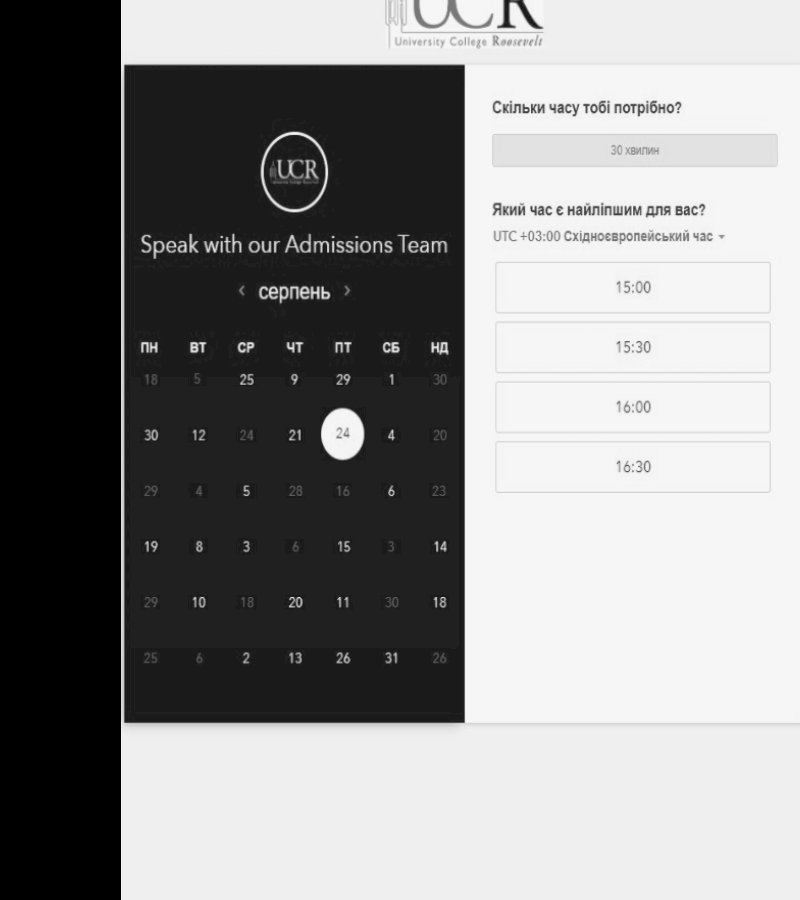 UCR
University College Roosevelt
UCR
Speak with our Admissions Team
‹ серпень ›
ПН ВТ СР ЧТ ПТ СБ НД
18 5 25 9 29 1 30
30 12 24 21 24 4 20
29 4 5 28 16 6 23
19 8 3 6 15 3 14
29 10 18 20 11 30 18
25 6 2 13 26 31 26
Скільки часу тобі потрібно?
30 хвилин
Який час є найліпшим для вас?
UTC +03:00 Східноєвропейський час
15:00
15:30
16:00
16:30